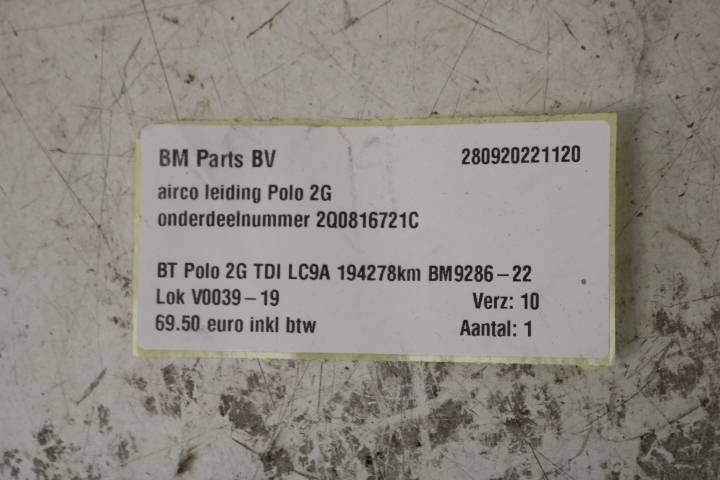 BM Parts BV 280920221120
airco leiding Polo 2G
onderdeelnummer 2Q0816721C
BT Polo 2G TDI LC9A 194278km BM9286-22
Lok V0039-19 Verz: 10
69.50 euro inkl btw Aantal: 1